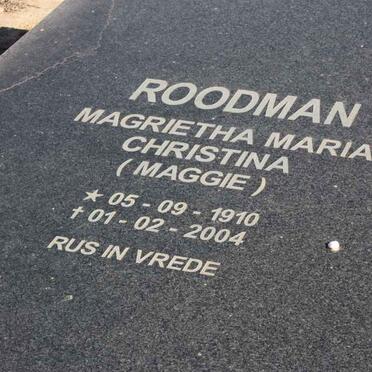 ROODMAN
MAGRIETHA MARIA
CHRISTINA
( MAGGIE )
★ 05 - 09 - 1910
✝ 01 - 02 - 2004
RUS IN VREDE